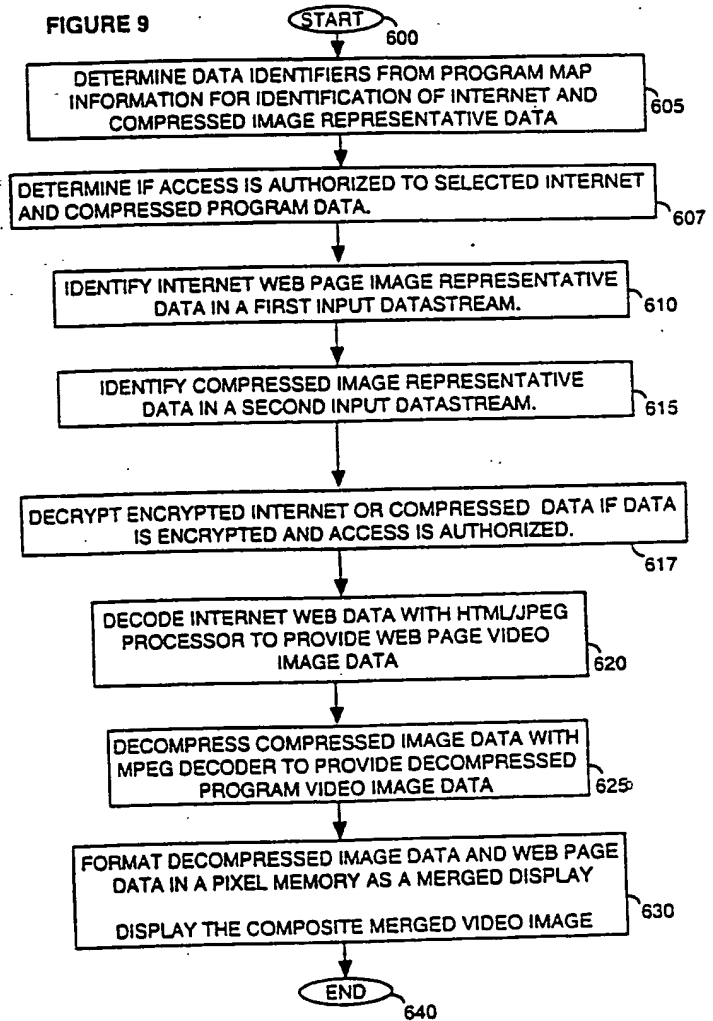 FIGURE 9
START
600
DETERMINE DATA IDENTIFIERS FROM PROGRAM MAP
INFORMATION FOR IDENTIFICATION OF INTERNET AND
COMPRESSED IMAGE REPRESENTATIVE DATA
605
DETERMINE IF ACCESS IS AUTHORIZED TO SELECTED INTERNET
AND COMPRESSED PROGRAM DATA.
607
IDENTIFY INTERNET WEB PAGE IMAGE REPRESENTATIVE
DATA IN A FIRST INPUT DATASTREAM.
610
IDENTIFY COMPRESSED IMAGE REPRESENTATIVE
DATA IN A SECOND INPUT DATASTREAM.
615
DECRYPT ENCRYPTED INTERNET OR COMPRESSED DATA IF DATA
IS ENCRYPTED AND ACCESS IS AUTHORIZED.
617
DECODE INTERNET WEB DATA WITH HTML/JPEG
PROCESSOR TO PROVIDE WEB PAGE VIDEO
IMAGE DATA
620
DECOMPRESS COMPRESSED IMAGE DATA WITH
MPEG DECODER TO PROVIDE DECOMPRESSED
PROGRAM VIDEO IMAGE DATA
625
FORMAT DECOMPRESSED IMAGE DATA AND WEB PAGE
DATA IN A PIXEL MEMORY AS A MERGED DISPLAY
DISPLAY THE COMPOSITE MERGED VIDEO IMAGE
630
END
640